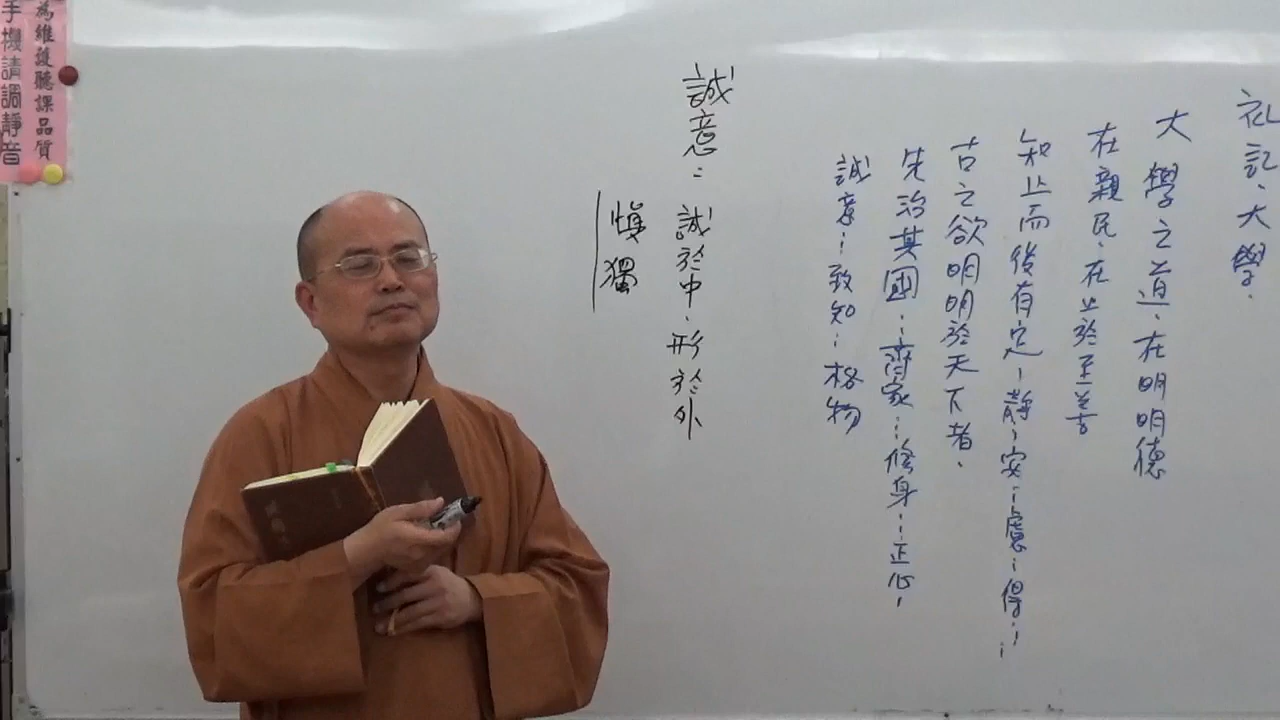 禮記、大學、
大學之道、在明明德
在親民、在止於至善
知止而後有定、靜、安…慮…得…
古之欲明明於天下者、
先治其國…齊家…修身…正心、
誠意…致知…格物
誠意：誠於中、形於外
慎獨
為維護聽課品質
手機請調靜音